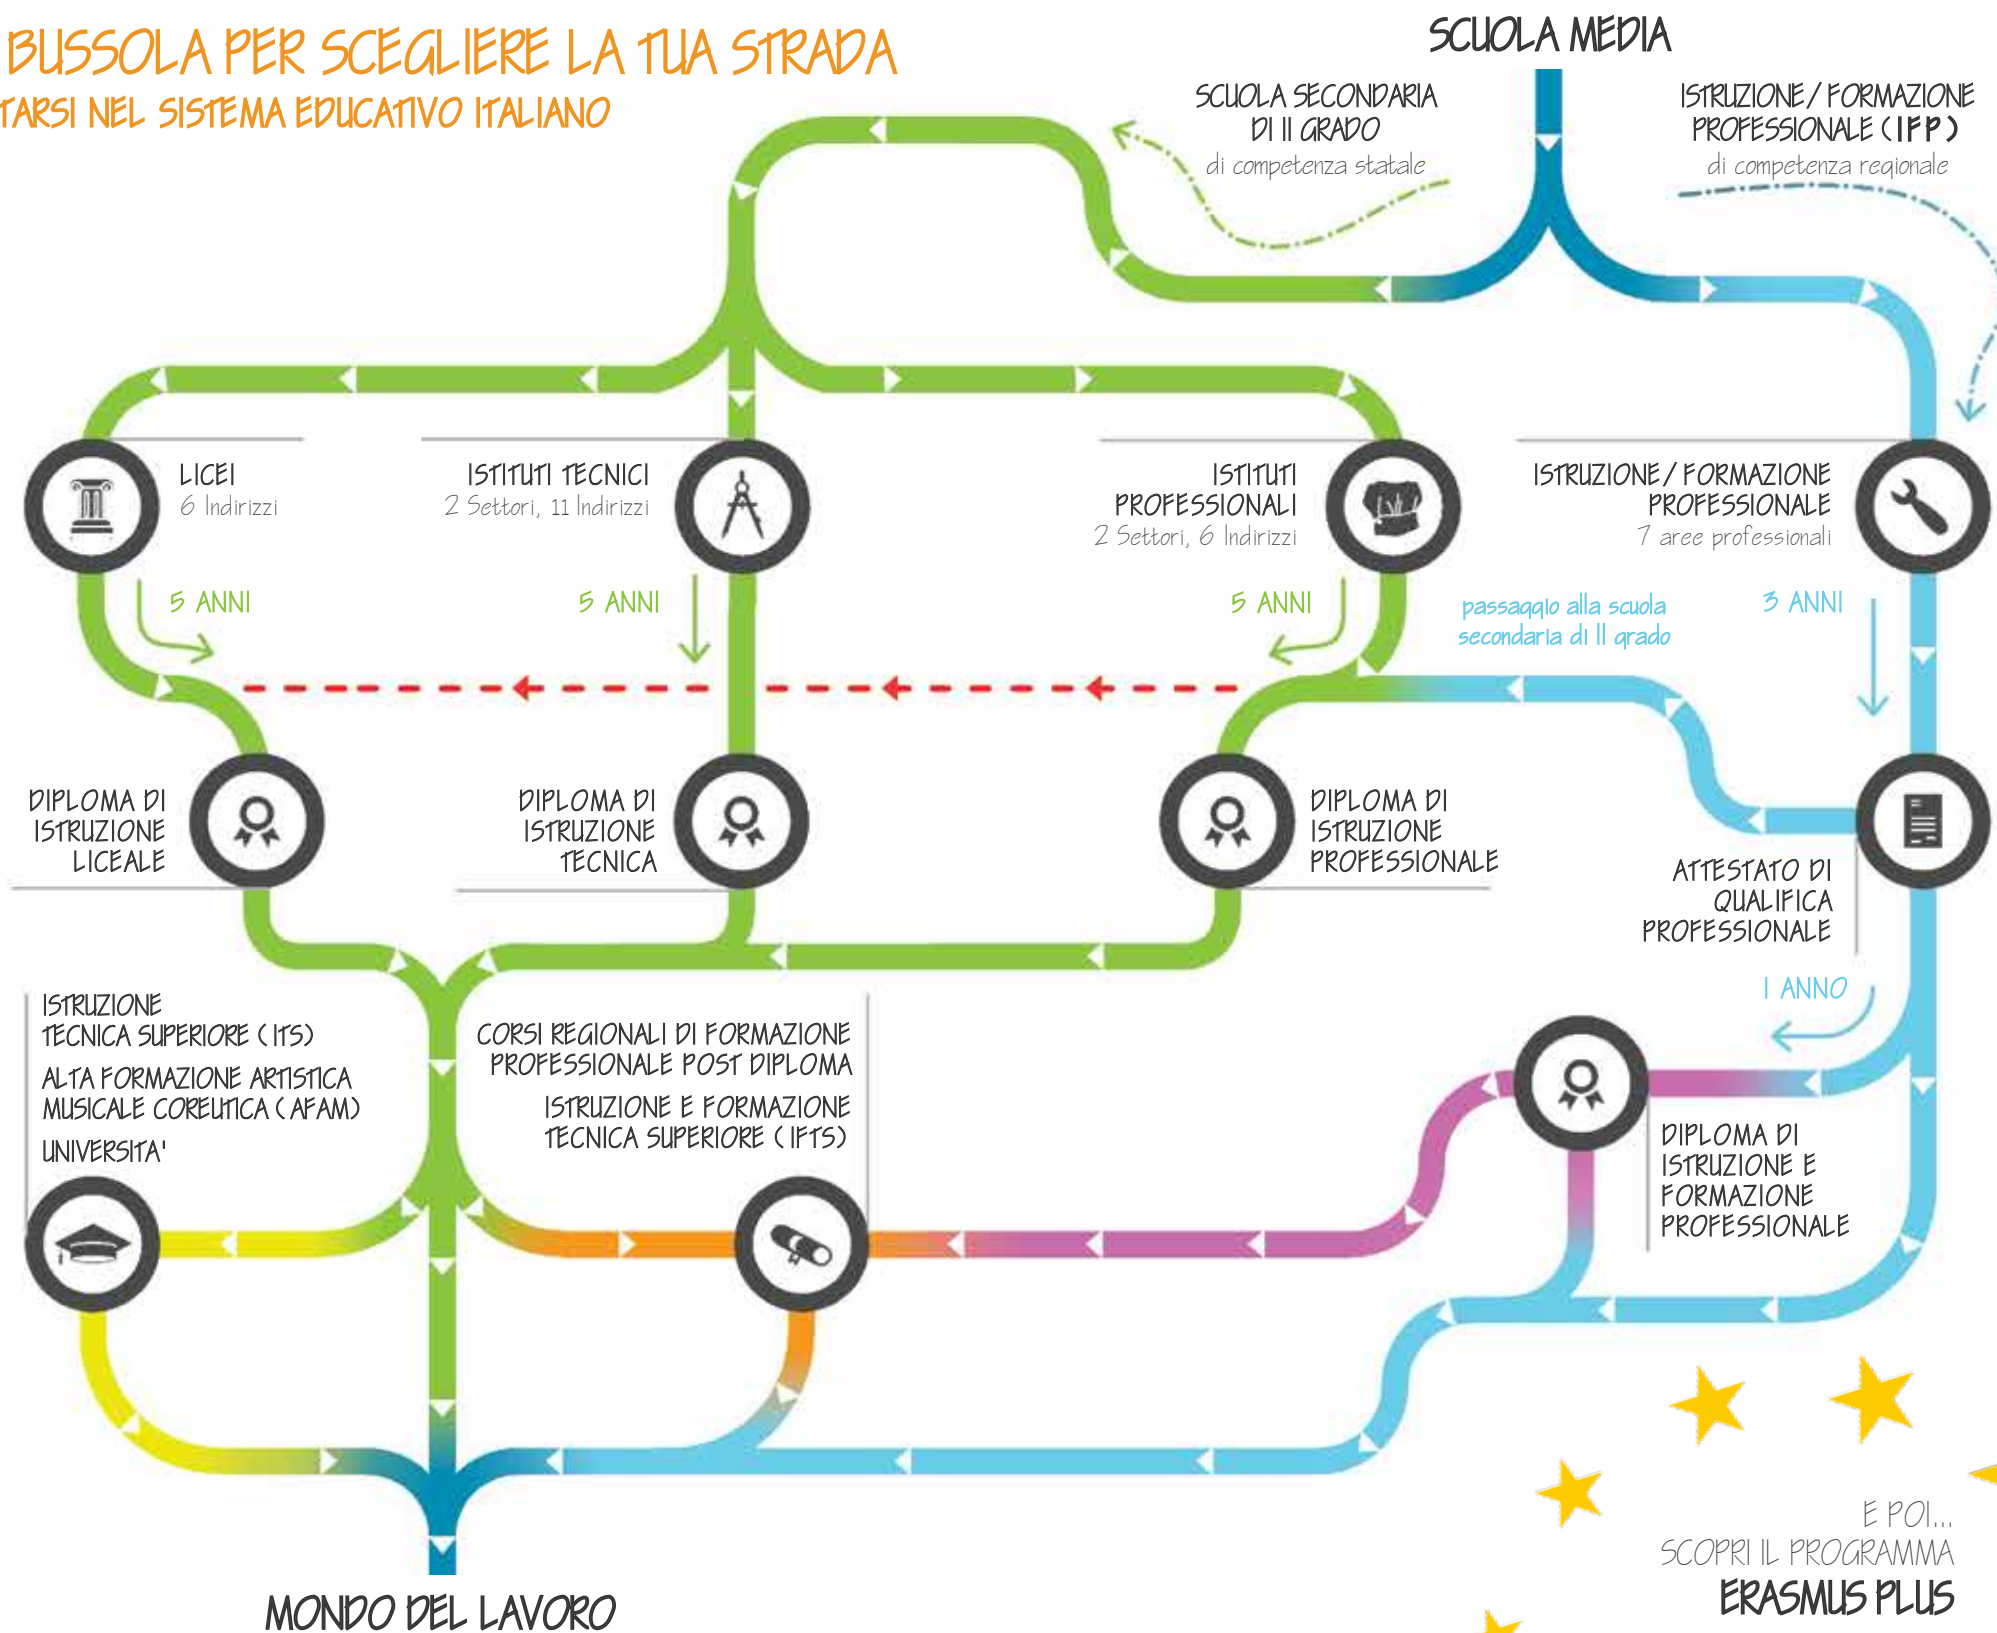 BUSSOLA PER SCEGLIERE LA TUA STRADA
TARSI NEL SISTEMA EDUCATIVO ITALIANO
SCUOLA MEDIA
SCUOLA SECONDARIA
DI II GRADO
di competenza statale
ISTRUZIONE/FORMAZIONE
PROFESSIONALE (IFP)
di competenza regionale
LICEI
6 Indirizzi
ISTITUTI TECNICI
2 Settori, 11 Indirizzi
ISTITUTI
PROFESSIONALI
2 Settori, 6 Indirizzi
ISTRUZIONE/FORMAZIONE
PROFESSIONALE
7 aree professionali
5 ANNI
5 ANNI
5 ANNI
passaggio alla scuola
secondaria di II grado
3 ANNI
DIPLOMA DI
ISTRUZIONE
LICEALE
DIPLOMA DI
ISTRUZIONE
TECNICA
DIPLOMA DI
ISTRUZIONE
PROFESSIONALE
ATTESTATO DI
QUALIFICA
PROFESSIONALE
1 ANNO
ISTRUZIONE
TECNICA SUPERIORE (ITS)
ALTA FORMAZIONE ARTISTICA
MUSICALE COREUTICA (AFAM)
UNIVERSITA'
CORSI REGIONALI DI FORMAZIONE
PROFESSIONALE POST DIPLOMA
ISTRUZIONE E FORMAZIONE
TECNICA SUPERIORE (IFTS)
DIPLOMA DI
ISTRUZIONE E
FORMAZIONE
PROFESSIONALE
E POI...
SCOPRI IL PROGRAMMA
ERASMUS PLUS
MONDO DEL LAVORO